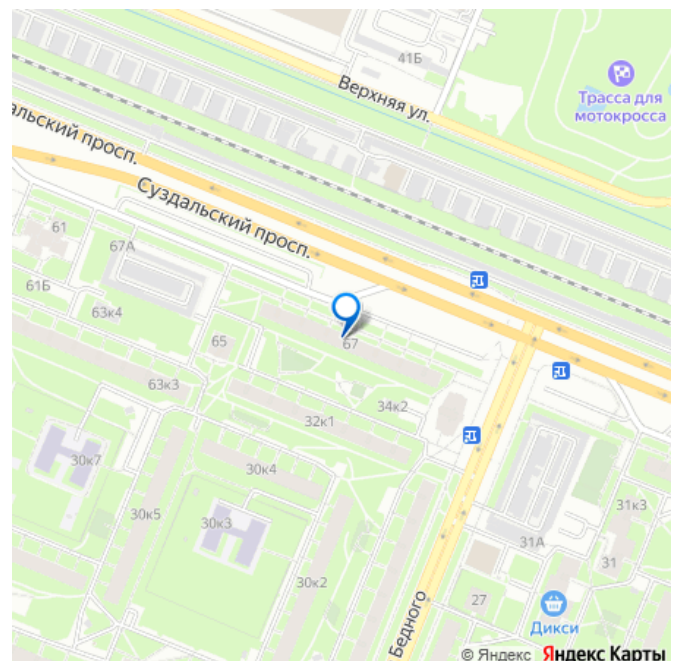 41Б
Верхняя ул.
Трасса для
мотокросса
альский просп.
Суздальский просп.
61
67А
61Б
63к4
65
67
63к3
34к2
32к1
30к7
30к4
31к3
30к5
30к3
31А
31
30к2
27
Бедного
Дикси
© Яндекс Яндекс Карты